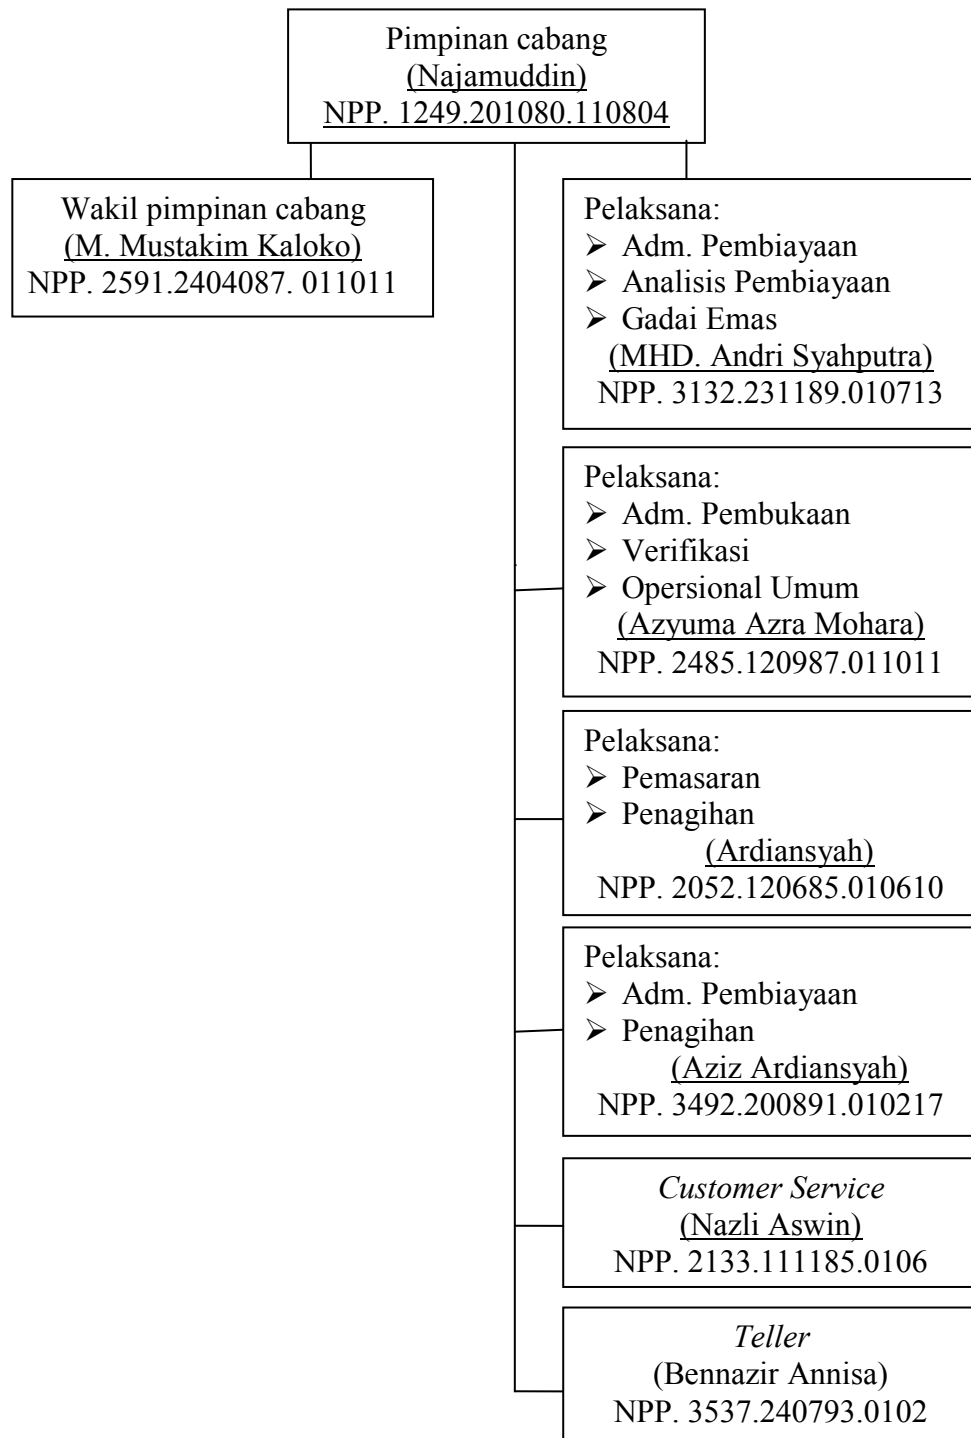 Pimpinan cabang
(Najamuddin)
NPP. 1249.201080.110804
Wakil pimpinan cabang
(M. Mustakim Kaloko)
NPP. 2591.2404087. 011011
Pelaksana:
➢ Adm. Pembiayaan
➢ Analisis Pembiayaan
➢ Gadai Emas
(MHD. Andri Syahputra)
NPP. 3132.231189.010713
Pelaksana:
➢ Adm. Pembukaan
➢ Verifikasi
➢ Opersional Umum
(Azyuma Azra Mohara)
NPP. 2485.120987.011011
Pelaksana:
➢ Pemasaran
➢ Penagihan
(Ardiansyah)
NPP. 2052.120685.010610
Pelaksana:
➢ Adm. Pembiayaan
➢ Penagihan
(Aziz Ardiansyah)
NPP. 3492.200891.010217
Customer Service
(Nazli Aswin)
NPP. 2133.111185.0106
Teller
(Bennazir Annisa)
NPP. 3537.240793.0102